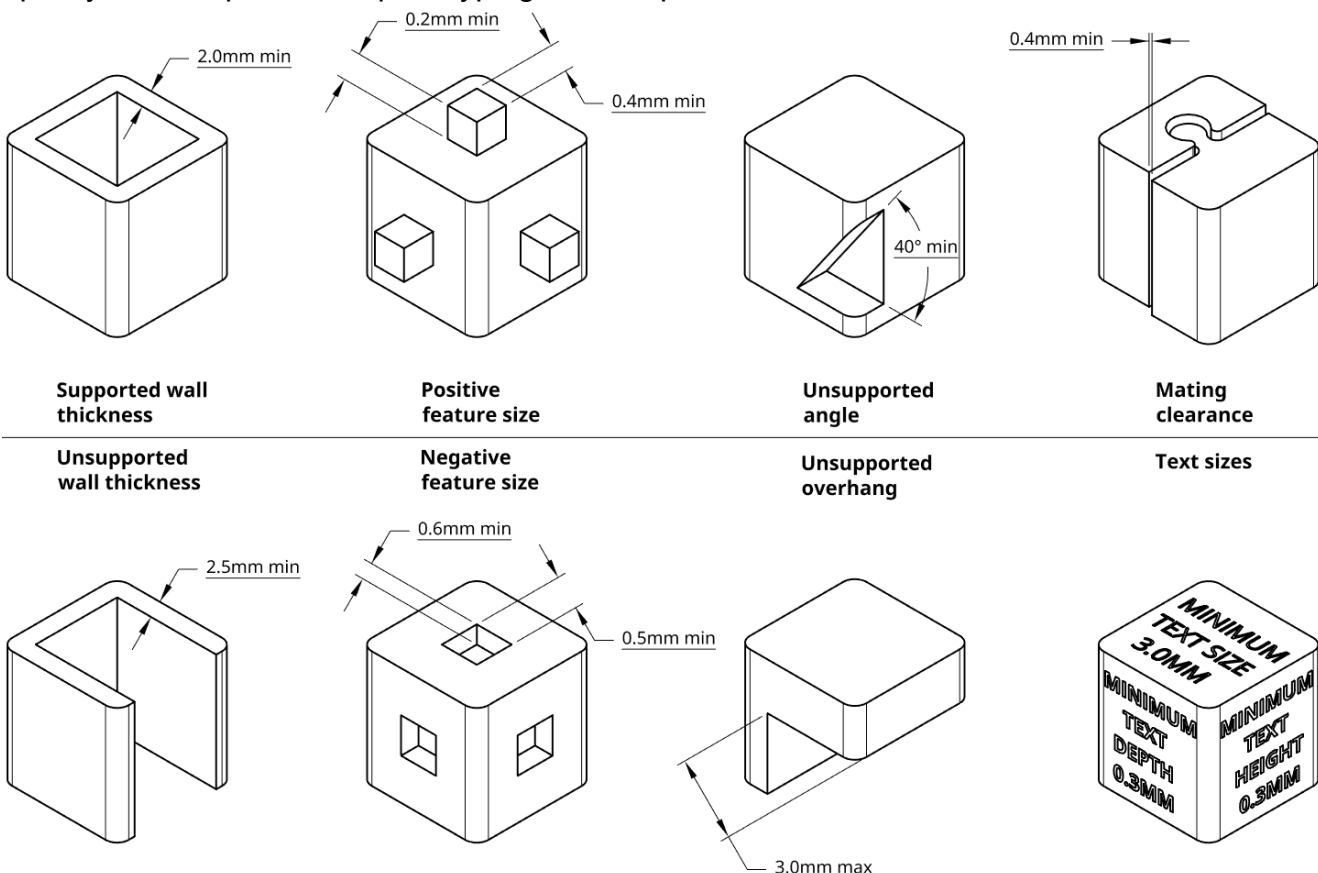 0.2mm min
2.0mm min
0.4mm min
0.4mm min
40° min
Supported wall
thickness
Positive
feature size
Unsupported
angle
Mating
clearance
Unsupported
wall thickness
Negative
feature size
Unsupported
overhang
Text sizes
0.6mm min
2.5mm min
0.5mm min
3.0mm max
MINIMUM
TEXT SIZE
3.0MM
MINIMUM
TEXT
DEPTH
0.3MM
MINIMUM
TEXT
HEIGHT
0.3MM